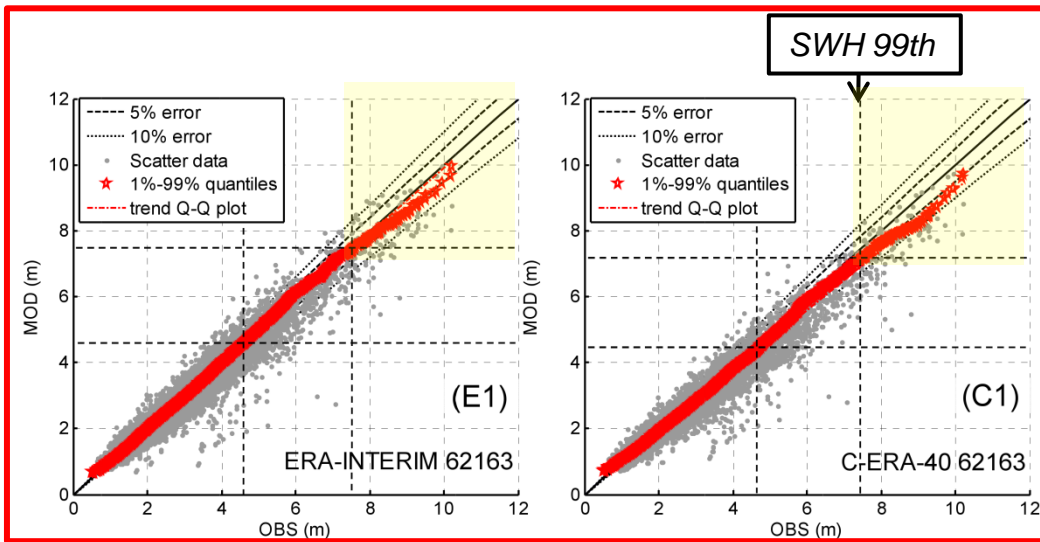 SWH 99th
12
10
8
6
4
2
0
MOD (m)
5% error
10% error
Scatter data
1%-99% quantiles
trend Q-Q plot
(E1)
ERA-INTERIM 62163
0 2 4 6 8 10 12
OBS (m)
12
10
8
6
4
2
0
MOD (m)
5% error
10% error
Scatter data
1%-99% quantiles
trend Q-Q plot
(C1)
C-ERA-40 62163
0 2 4 6 8 10 12
OBS (m)